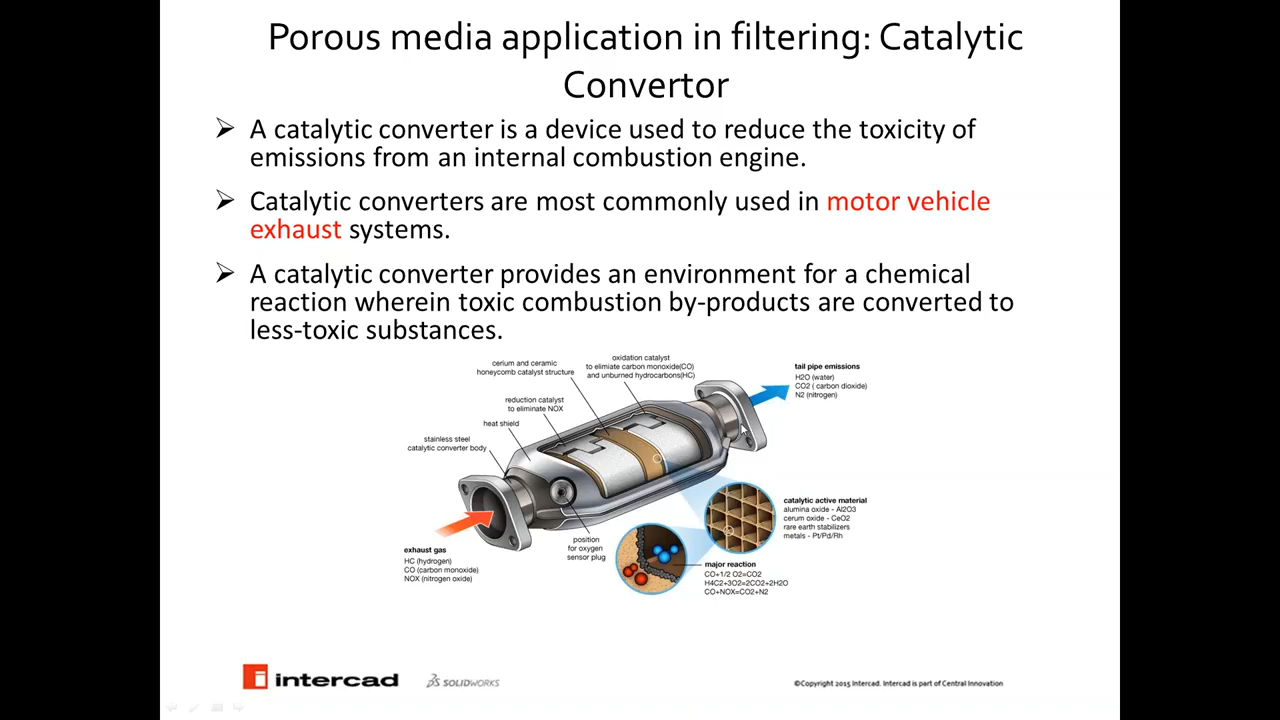 Porous media application in filtering: Catalytic
Convertor
A catalytic converter is a device used to reduce the toxicity of
emissions from an internal combustion engine.
Catalytic converters are most commonly used in motor vehicle
exhaust systems.
A catalytic converter provides an environment for a chemical
reaction wherein toxic combustion by-products are converted to
less-toxic substances.
oxidation catalyst
to elimiate carbon monoxide(CO)
and unburned hydrocarbons(HC)
cerium and ceramic
honeycomb catalyst structure
reduction catalyst
to eliminate NOX
heat shield
stainless steel
catalytic converter body
tail pipe emissions
H2O (water)
CO2 ( carbon dioxide)
N2 (nitrogen)
catalytic active material
alumina oxide - Al2O3
cerum oxide - CeO2
rare earth stabilizers
metals - Pt/Pd/Rh
position
for oxygen
sensor plug
exhaust gas
HC (hydrogen)
CO (carbon monoxide)
NOX (nitrogen oxide)
major reaction
CO+1/2 O2=CO2
H4C2+3O2=2CO2+2H2O
CO+NOX=CO2+N2
intercad
SOLIDWORKS
©Copyright 2015 Intercad. Intercad is part of Central Innovation